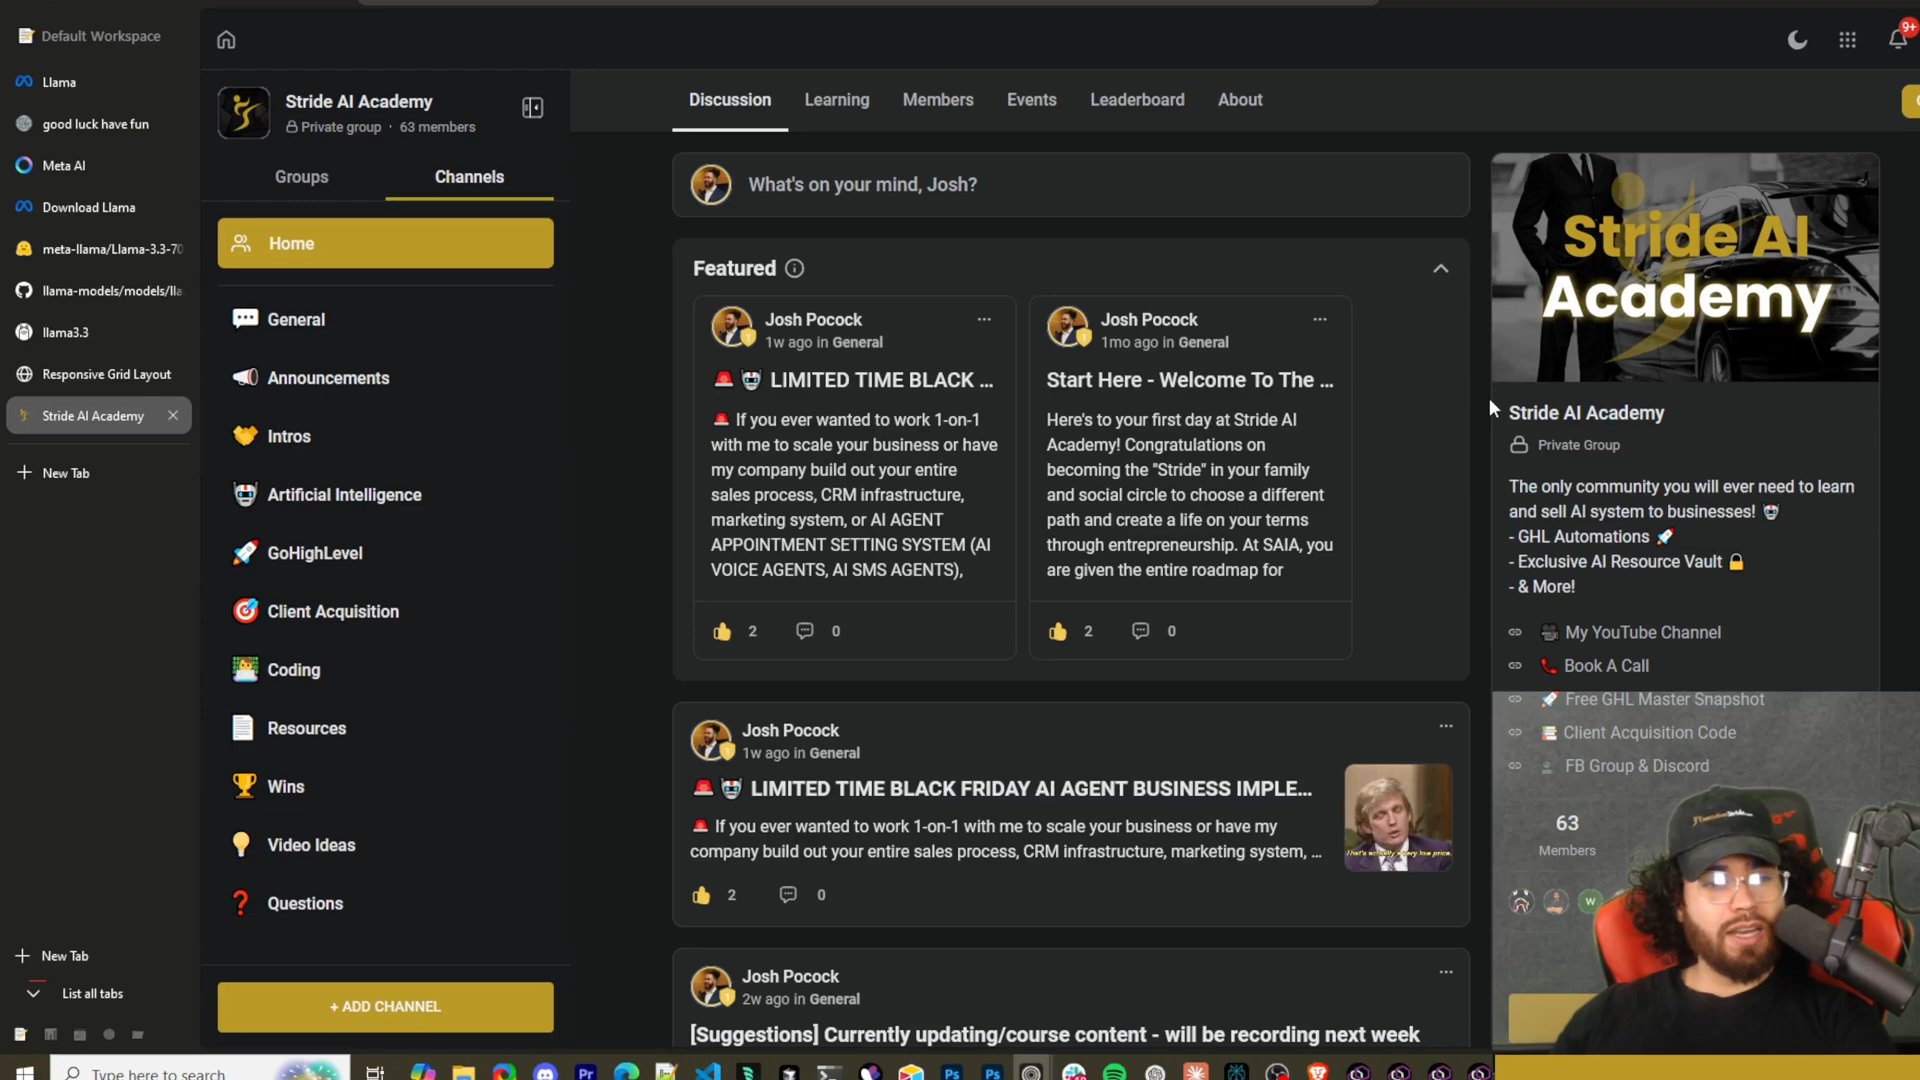 Default Workspace
Llama
good luck have fun
Meta AI
Download Llama
meta-llama/Llama-3.3-70
llama-models/models/lla
llama3.3
Responsive Grid Layout
Stride AI Academy
New Tab
New Tab
List all tabs
Stride AI Academy
Private group · 63 members
Groups
Channels
Home
General
Announcements
Intros
Artificial Intelligence
GoHighLevel
Client Acquisition
Coding
Resources
Wins
Video Ideas
Questions
+ ADD CHANNEL
Discussion
Learning
Members
Events
Leaderboard
About
9+
What's on your mind, Josh?
Featured
Josh Pocock
1w ago in General
LIMITED TIME BLACK ...
If you ever wanted to work 1-on-1
with me to scale your business or have
my company build out your entire
sales process, CRM infrastructure,
marketing system, or AI AGENT
APPOINTMENT SETTING SYSTEM (AI
VOICE AGENTS, AI SMS AGENTS),
2
0
Josh Pocock
1mo ago in General
Start Here - Welcome To The ...
Here's to your first day at Stride AI
Academy! Congratulations on
becoming the "Stride" in your family
and social circle to choose a different
path and create a life on your terms
through entrepreneurship. At SAIA, you
are given the entire roadmap for
2
0
Josh Pocock
1w ago in General
LIMITED TIME BLACK FRIDAY AI AGENT BUSINESS IMPLE...
If you ever wanted to work 1-on-1 with me to scale your business or have my
company build out your entire sales process, CRM infrastructure, marketing system, ...
That's actually a very low price.
2
0
Josh Pocock
2w ago in General
[Suggestions] Currently updating/course content - will be recording next week
Stride AI
Academy
Stride AI Academy
Private Group
The only community you will ever need to learn
and sell AI system to businesses!
- GHL Automations
- Exclusive AI Resource Vault
- & More!
My YouTube Channel
Book A Call
Free GHL Master Snapshot
Client Acquisition Code
FB Group & Discord
63
Members
W
Type here to search
Pr
Ps
Ps